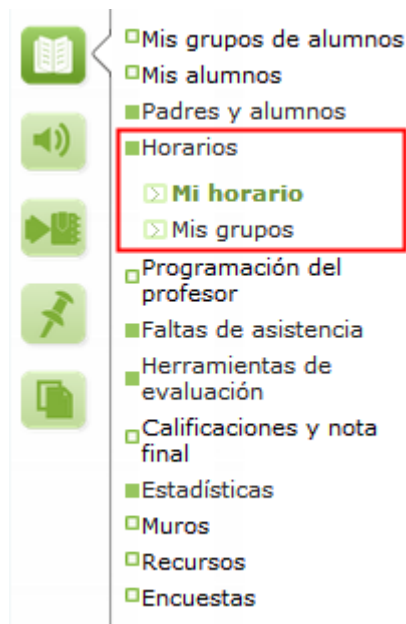 Mis grupos de alumnos
Mis alumnos
Padres y alumnos
Horarios
Mi horario
Mis grupos
Programación del
profesor
Faltas de asistencia
Herramientas de
evaluación
Calificaciones y nota
final
Estadísticas
Muros
Recursos
Encuestas